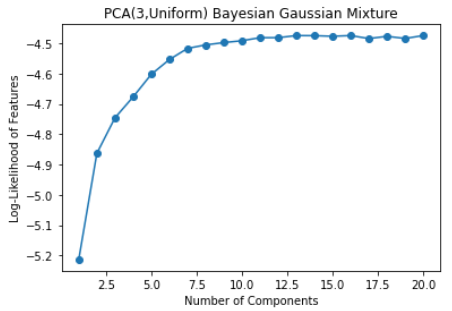 PCA(3,Uniform) Bayesian Gaussian Mixture
Log-Likelihood of Features
−4.5
−4.6
−4.7
−4.8
−4.9
−5.0
−5.1
−5.2
2.5 5.0 7.5 10.0 12.5 15.0 17.5 20.0
Number of Components